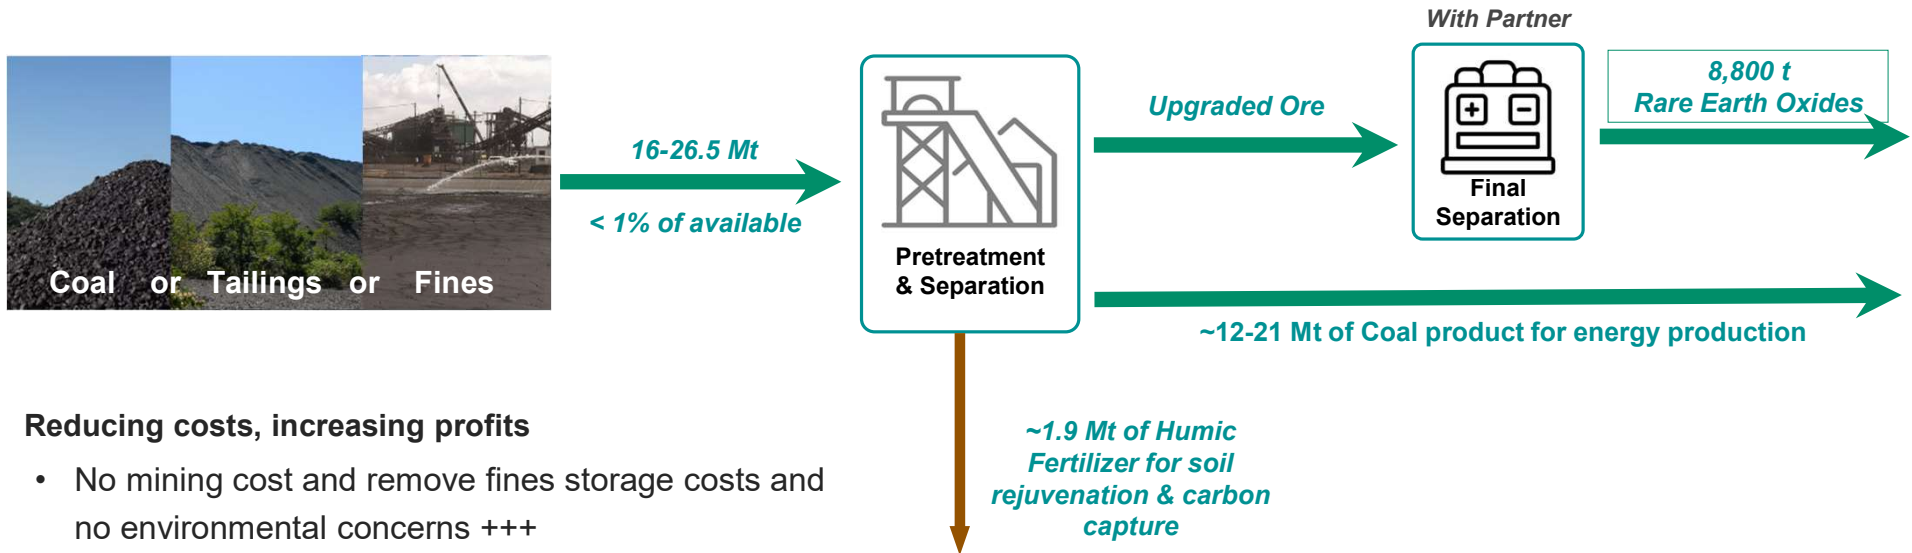 With Partner
8,800 t
Rare Earth Oxides
Upgraded Ore
16-26.5 Mt
< 1% of available
Coal or Tailings or Fines
Pretreatment
& Separation
Final
Separation
~12-21 Mt of Coal product for energy production
~1.9 Mt of Humic
Fertilizer for soil
rejuvenation & carbon
capture
Reducing costs, increasing profits
• No mining cost and remove fines storage costs and
no environmental concerns +++